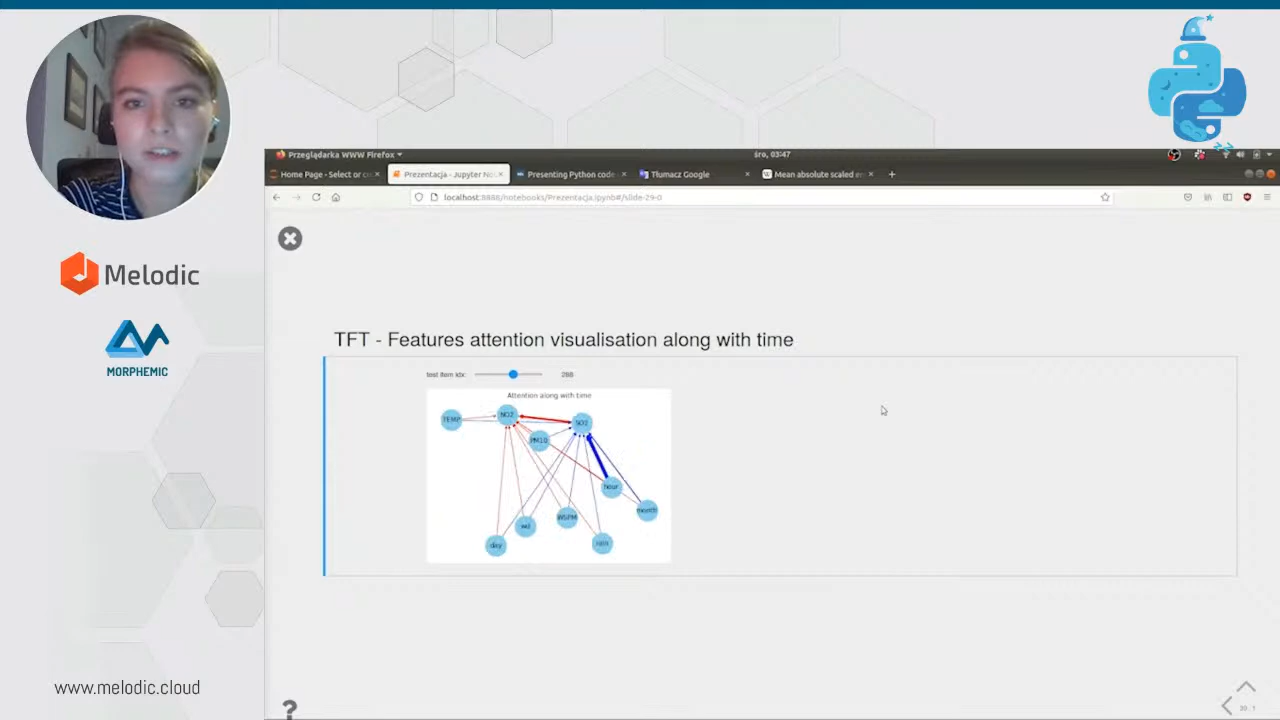 Przeglądarka WWW Firefox
śro, 03:47
Home Page - Select or cr
Prezentacja - Jupyter No
Presenting Python code
Tłumacz Google
Mean absolute scaled er
localhost:8888/notebooks/Prezentacja.ipynb#/slide-29-0
Melodic
MORPHEMIC
TFT - Features attention visualisation along with time
test item idx:
288
Attention along with time
TEMP
NO2
SO2
PM10
hour
month
wd
WSPM
day
www.melodic.cloud
?